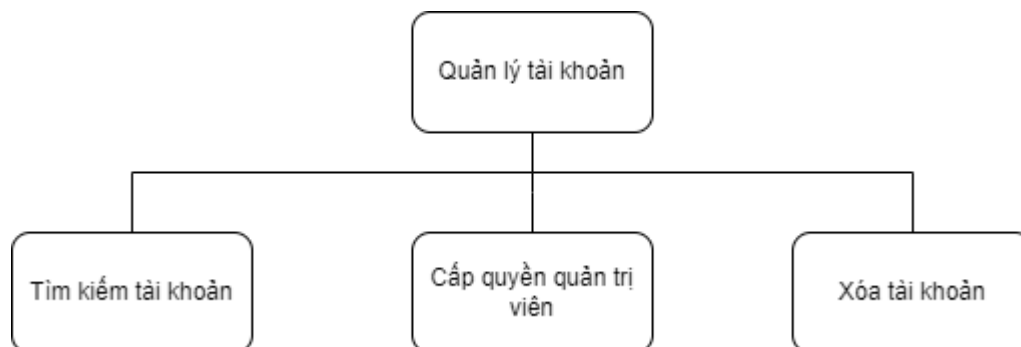 Quản lý tài khoản
Tìm kiếm tài khoản
Cấp quyền quản trị
viên
Xóa tài khoản